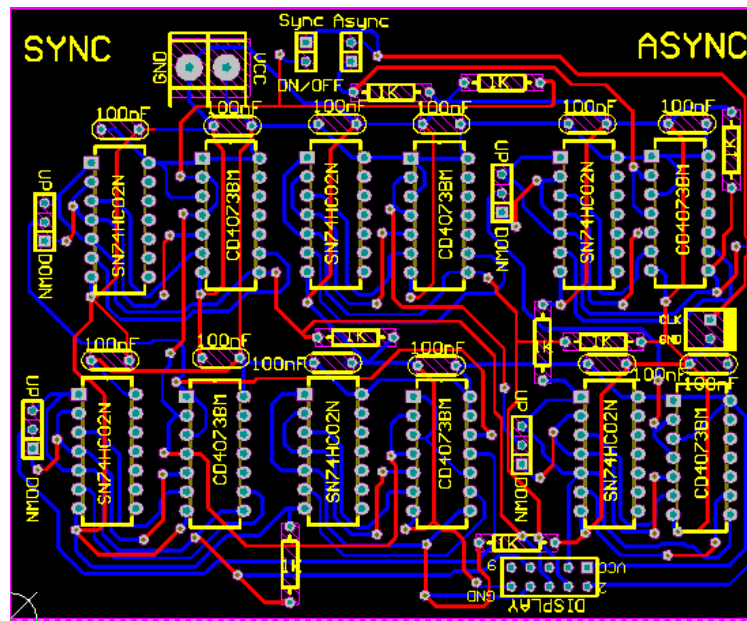 SYNC
Sync Async
ASYNC
GND
VCC
ON/OFF
1K
1K
100nF
100nF
100nF
100nF
100nF
100nF
1K
UP
DOWN
SN74HC02N
CD4073BM
SN74HC02N
CD4073BM
UP
DOWN
SN74HC02N
CD4073BM
CLK
GND
1K
1K
1K
100nF
100nF
100nF
100nF
100nF
100nF
UP
DOWN
SN74HC02N
CD4073BM
SN74HC02N
CD4073BM
UP
DOWN
SN74HC02N
CD4073BM
1K
1K
9
VCC
GND
2
DISPLAY